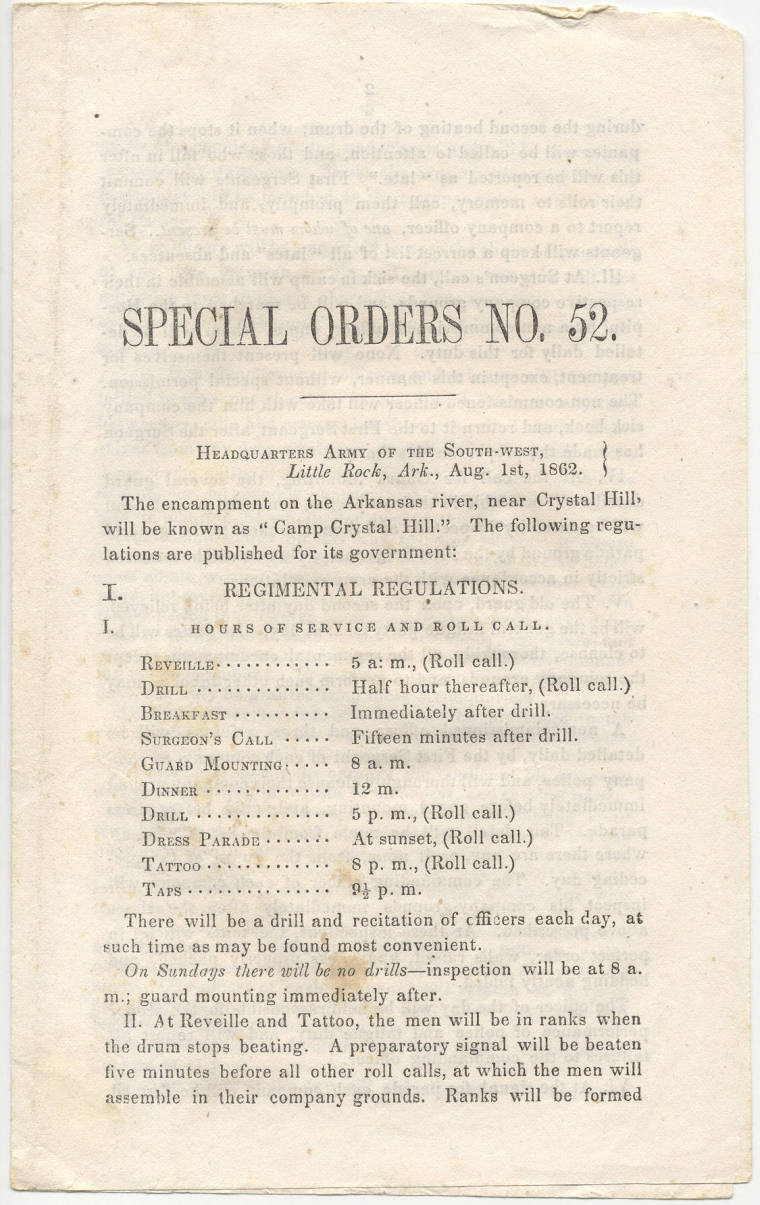 SPECIAL ORDERS NO. 52.
HEADQUARTERS ARMY OF THE SOUTH-WEST,
Little Rock, Ark., Aug. 1st, 1862.
The encampment on the Arkansas river, near Crystal Hill,
will be known as "Camp Crystal Hill." The following regu-
lations are published for its government:
I. REGIMENTAL REGULATIONS.
I. HOURS OF SERVICE AND ROLL CALL.
REVEILLE············ 5 a: m., (Roll call.)
DRILL ·············· Half hour thereafter, (Roll call.)
BREAKFAST ·········· Immediately after drill.
SURGEON'S CALL ····· Fifteen minutes after drill.
GUARD MOUNTING····· 8 a. m.
DINNER ············· 12 m.
DRILL ·············· 5 p. m., (Roll call.)
DRESS PARADE ······· At sunset, (Roll call.)
TATTOO ············· 8 p. m., (Roll call.)
TAPS ··············· 9½ p. m.
There will be a drill and recitation of officers each day, at
such time as may be found most convenient.
On Sundays there will be no drills—inspection will be at 8 a.
m.; guard mounting immediately after.
II. At Reveille and Tattoo, the men will be in ranks when
the drum stops beating. A preparatory signal will be beaten
five minutes before all other roll calls, at which the men will
assemble in their company grounds. Ranks will be formed